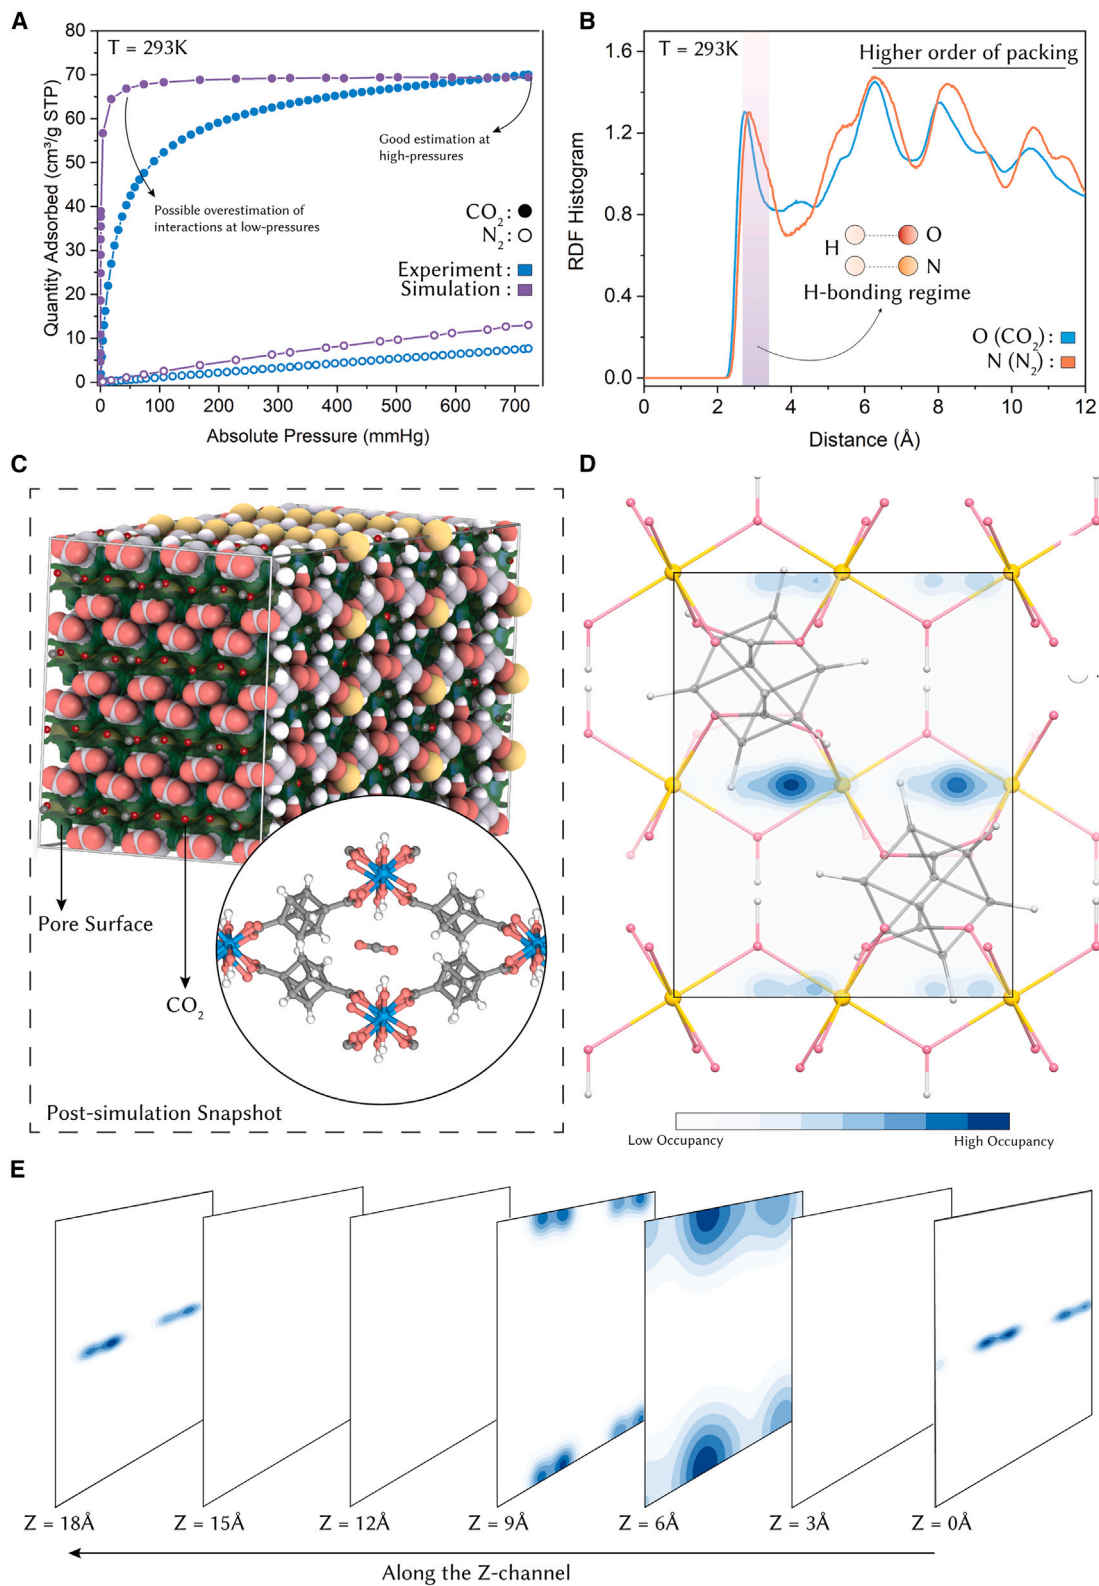 A
T = 293K
Quantity Adsorbed (cm³/g STP)
80
70
60
50
40
30
20
10
0
0
100
200
300
400
500
600
700
Absolute Pressure (mmHg)
Good estimation at
high-pressures
Possible overestimation of
interactions at low-pressures
CO₂ :
N₂ :
Experiment :
Simulation :
B
T = 293K
Higher order of packing
RDF Histogram
1.6
1.2
0.8
0.4
0.0
0
2
4
6
8
10
12
Distance (Å)
H
O
N
H-bonding regime
O (CO₂) :
N (N₂) :
C
Pore Surface
CO₂
Post-simulation Snapshot
D
Low Occupancy
High Occupancy
E
Z = 18Å
Z = 15Å
Z = 12Å
Z = 9Å
Z = 6Å
Z = 3Å
Z = 0Å
Along the Z-channel